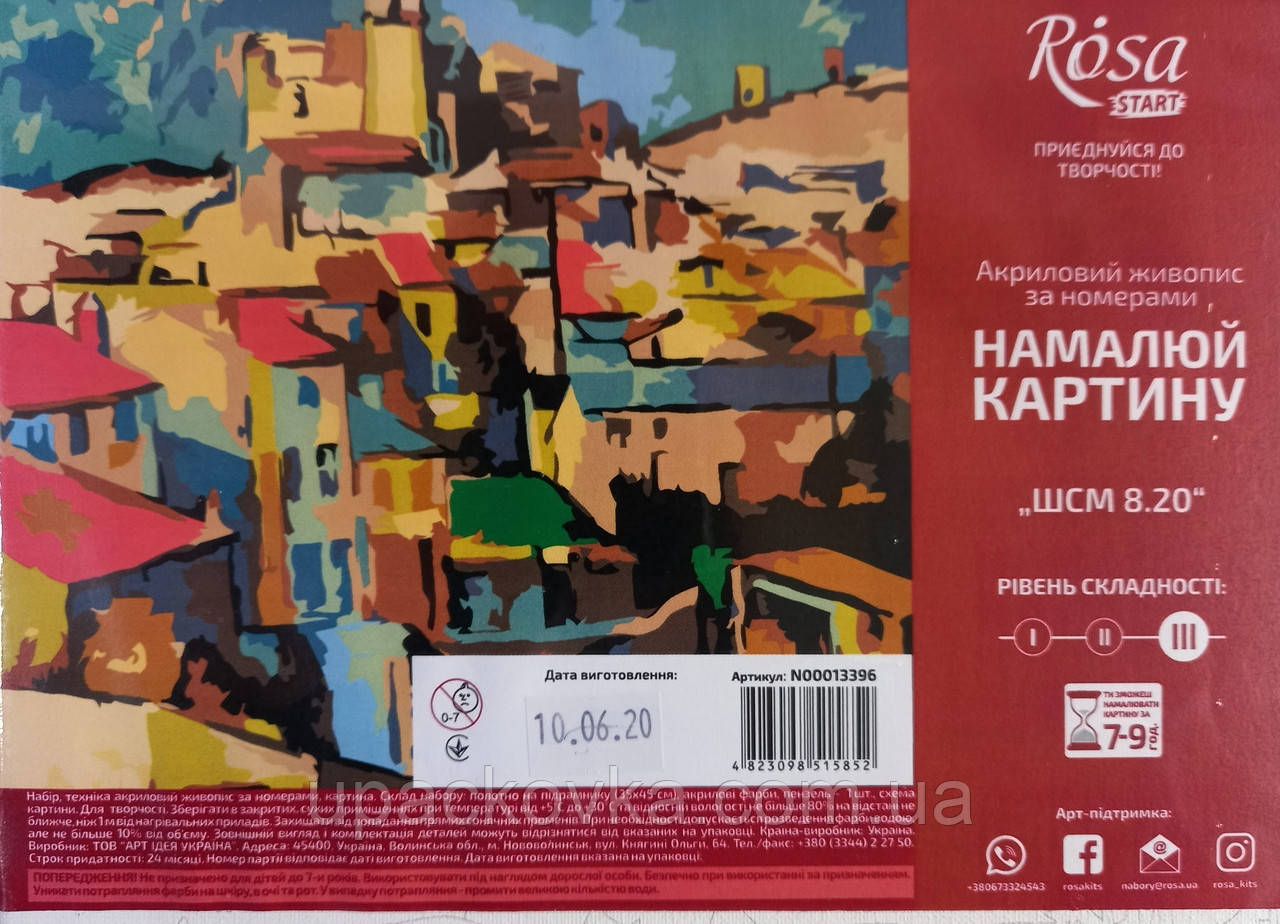 Rósa
START
ПРИЄДНУЙСЯ ДО
ТВОРЧОСТІ!
Акриловий живопис
за номерами
НАМАЛЮЙ
КАРТИНУ
„ШСМ 8.20“
РІВЕНЬ СКЛАДНОСТІ:
I II III
ТИ ЗМОЖЕШ
НАМАЛЮВАТИ
КАРТИНУ ЗА
7-9 ГОД.
Дата виготовлення:
Артикул: N00013396
0-7
10.06.20
4 823098 515852
upackovka.com.ua
Набір, техніка акриловий живопис за номерами, картина. Склад набору: полотно на підрамнику (35х45 см), акрилові фарби, пензель - 1 шт., схема
картини. Для творчості. Зберігати в закритих, сухих приміщеннях при температурі від +5°С до +30°С та відносній вологості не більше 80% на відстані не
ближче, ніж 1 м від нагрівальних приладів. Захищати від попадання прямих сонячних променів. При необхідності допускається розведення фарби водою,
але не більше 10% від об'єму. Зовнішній вигляд і комплектація деталей можуть відрізнятися від вказаних на упаковці. Країна-виробник: Україна.
Виробник: ТОВ "АРТ ІДЕЯ УКРАЇНА". Адреса: 45400, Україна. Волинська обл., м. Нововолинськ, вул. Княгині Ольги, 64. Тел./факс: +380 (3344) 2 27 50.
Строк придатності: 24 місяці. Номер партії відповідає даті виготовлення. Дата виготовлення вказана на упаковці.
ПОПЕРЕДЖЕННЯ! Не призначено для дітей до 7-и років. Використовувати під наглядом дорослої особи. Безпечно при використанні за призначенням.
Уникати потрапляння фарби на шкіру, в очі та рот. У випадку потрапляння - промити великою кількістю води.
Арт-підтримка:
+380673324543
rosakits
nabory@rosa.ua
rosa_kits